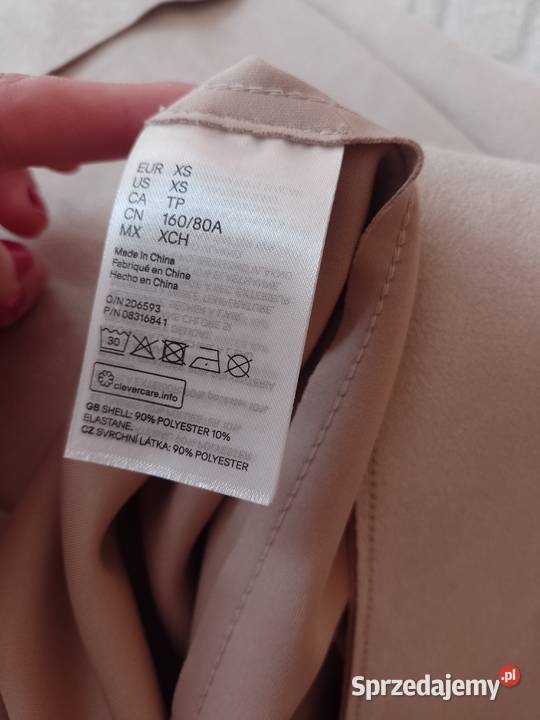 EUR XS
US XS
CA TP
CN 160/80A
MX XCH
Made in China
Fabriqué en Chine
Hecho en China
O/N 206593
P/N 08316841
30
clevercare.info
GB SHELL: 90% POLYESTER 10%
ELASTANE.
CZ SVRCHNÍ LÁTKA: 90% POLYESTER
Sprzedajemy.pl